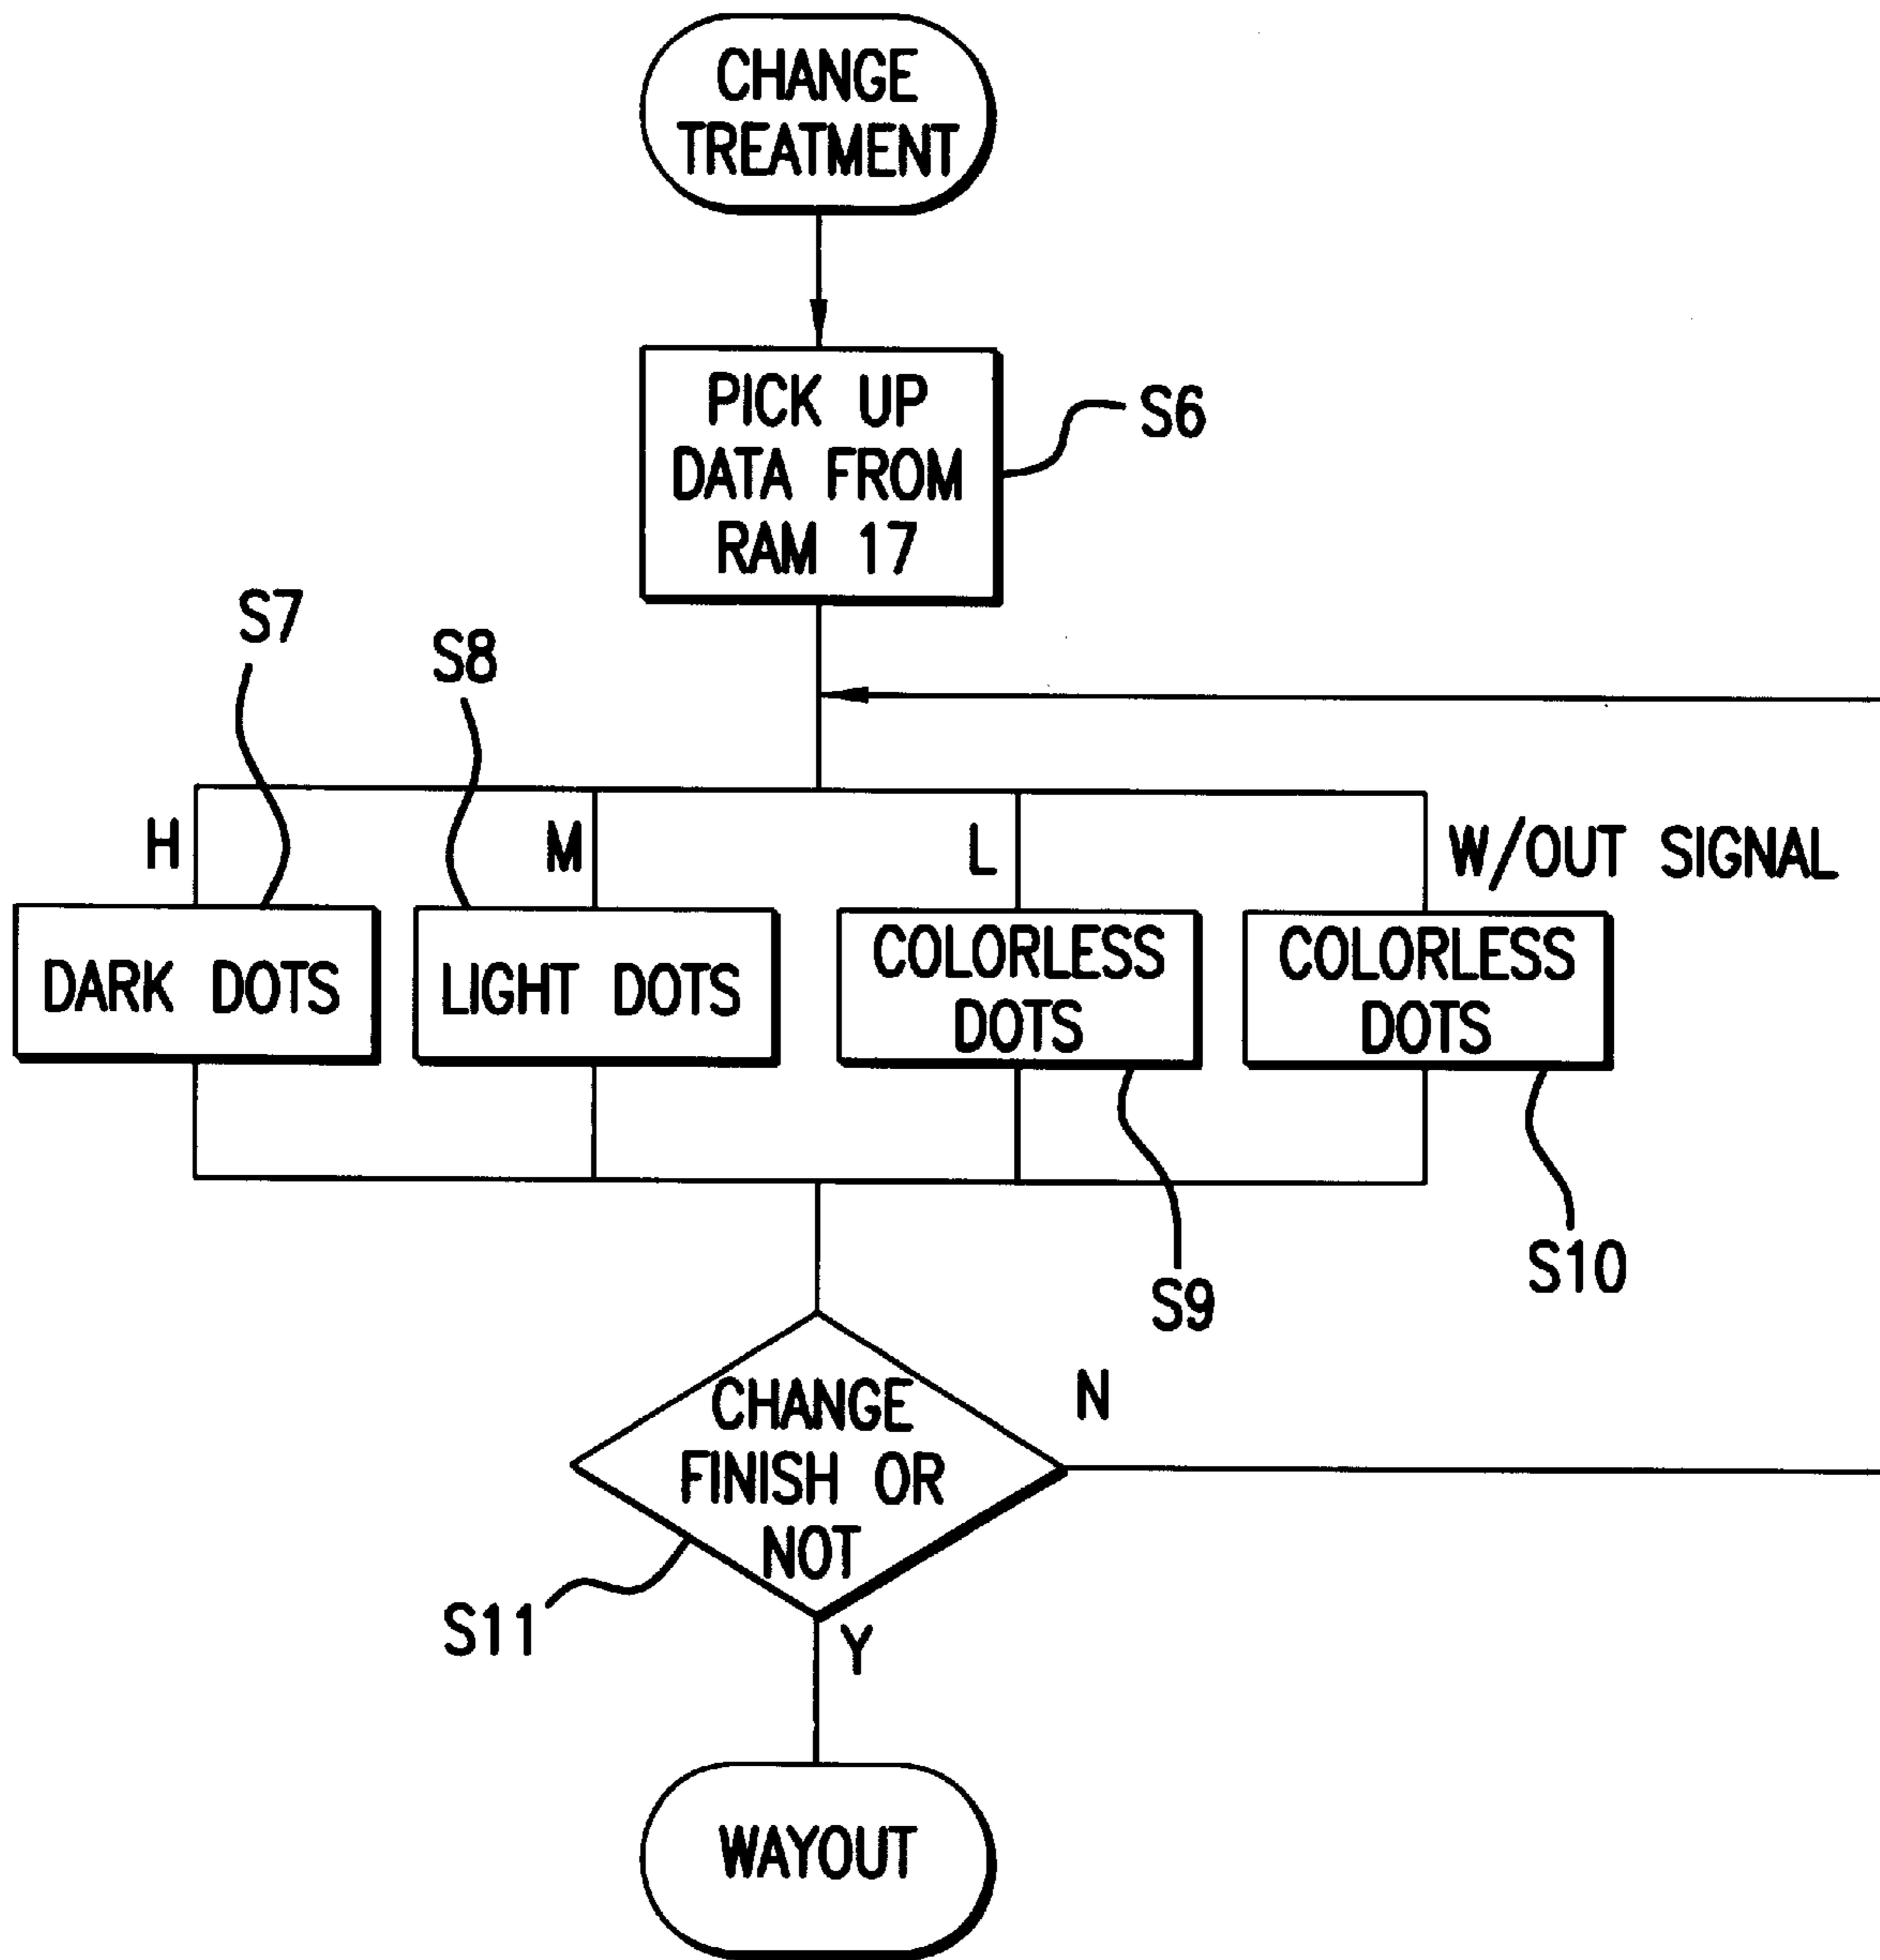 CHANGE
TREATMENT
PICK UP
DATA FROM
RAM 17
S6
S7
S8
H
M
L
W/OUT SIGNAL
DARK DOTS
LIGHT DOTS
COLORLESS
DOTS
COLORLESS
DOTS
S9
S10
CHANGE
FINISH OR
NOT
N
S11
Y
WAYOUT